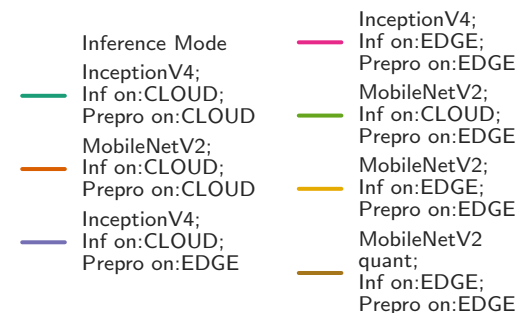 Inference Mode
InceptionV4;
Inf on:CLOUD;
Prepro on:CLOUD
MobileNetV2;
Inf on:CLOUD;
Prepro on:CLOUD
InceptionV4;
Inf on:CLOUD;
Prepro on:EDGE
InceptionV4;
Inf on:EDGE;
Prepro on:EDGE
MobileNetV2;
Inf on:CLOUD;
Prepro on:EDGE
MobileNetV2;
Inf on:EDGE;
Prepro on:EDGE
MobileNetV2
quant;
Inf on:EDGE;
Prepro on:EDGE